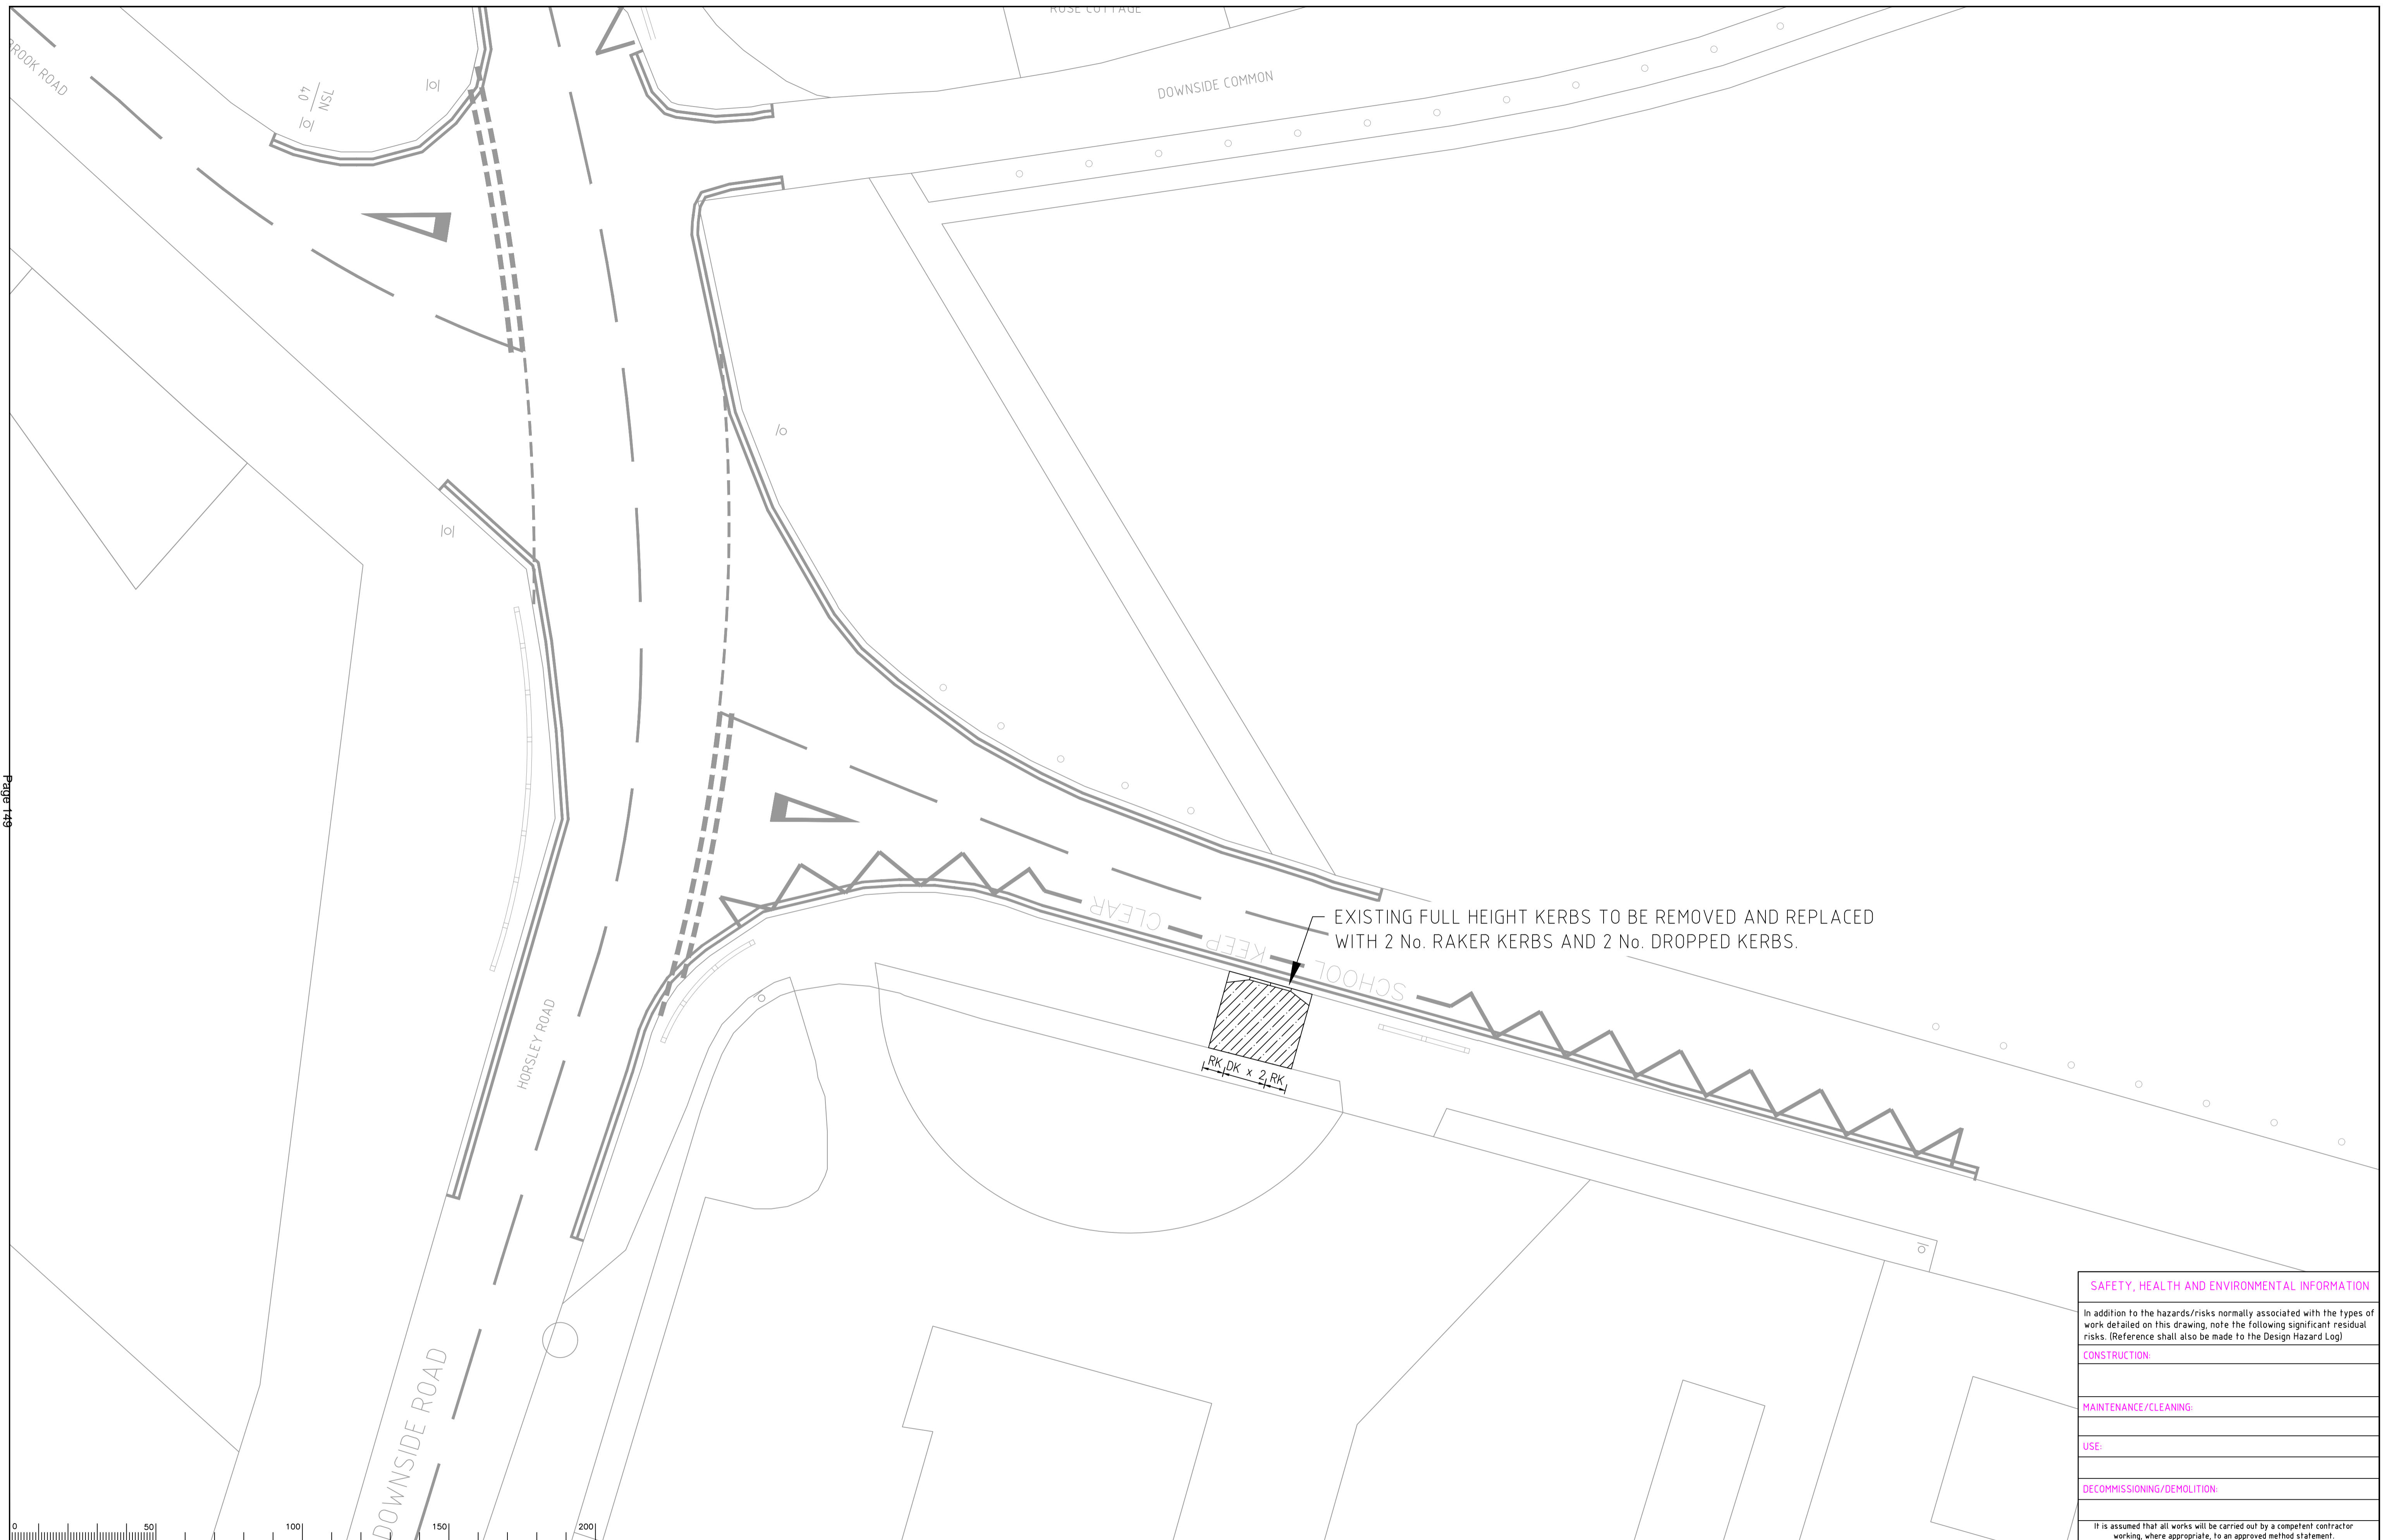 ROSE COTTAGE
BROOK ROAD
40
NSL
DOWNSIDE COMMON
Page 149
CLEAR
KEEP
SCHOOL
EXISTING FULL HEIGHT KERBS TO BE REMOVED AND REPLACED
WITH 2 No. RAKER KERBS AND 2 No. DROPPED KERBS.
RK DK x 2 RK
HORSLEY ROAD
DOWNSIDE ROAD
SAFETY, HEALTH AND ENVIRONMENTAL INFORMATION
In addition to the hazards/risks normally associated with the types of
work detailed on this drawing, note the following significant residual
risks. (Reference shall also be made to the Design Hazard Log)
CONSTRUCTION:
MAINTENANCE/CLEANING:
USE:
DECOMMISSIONING/DEMOLITION:
It is assumed that all works will be carried out by a competent contractor
working, where appropriate, to an approved method statement.
0 50 100 150 200